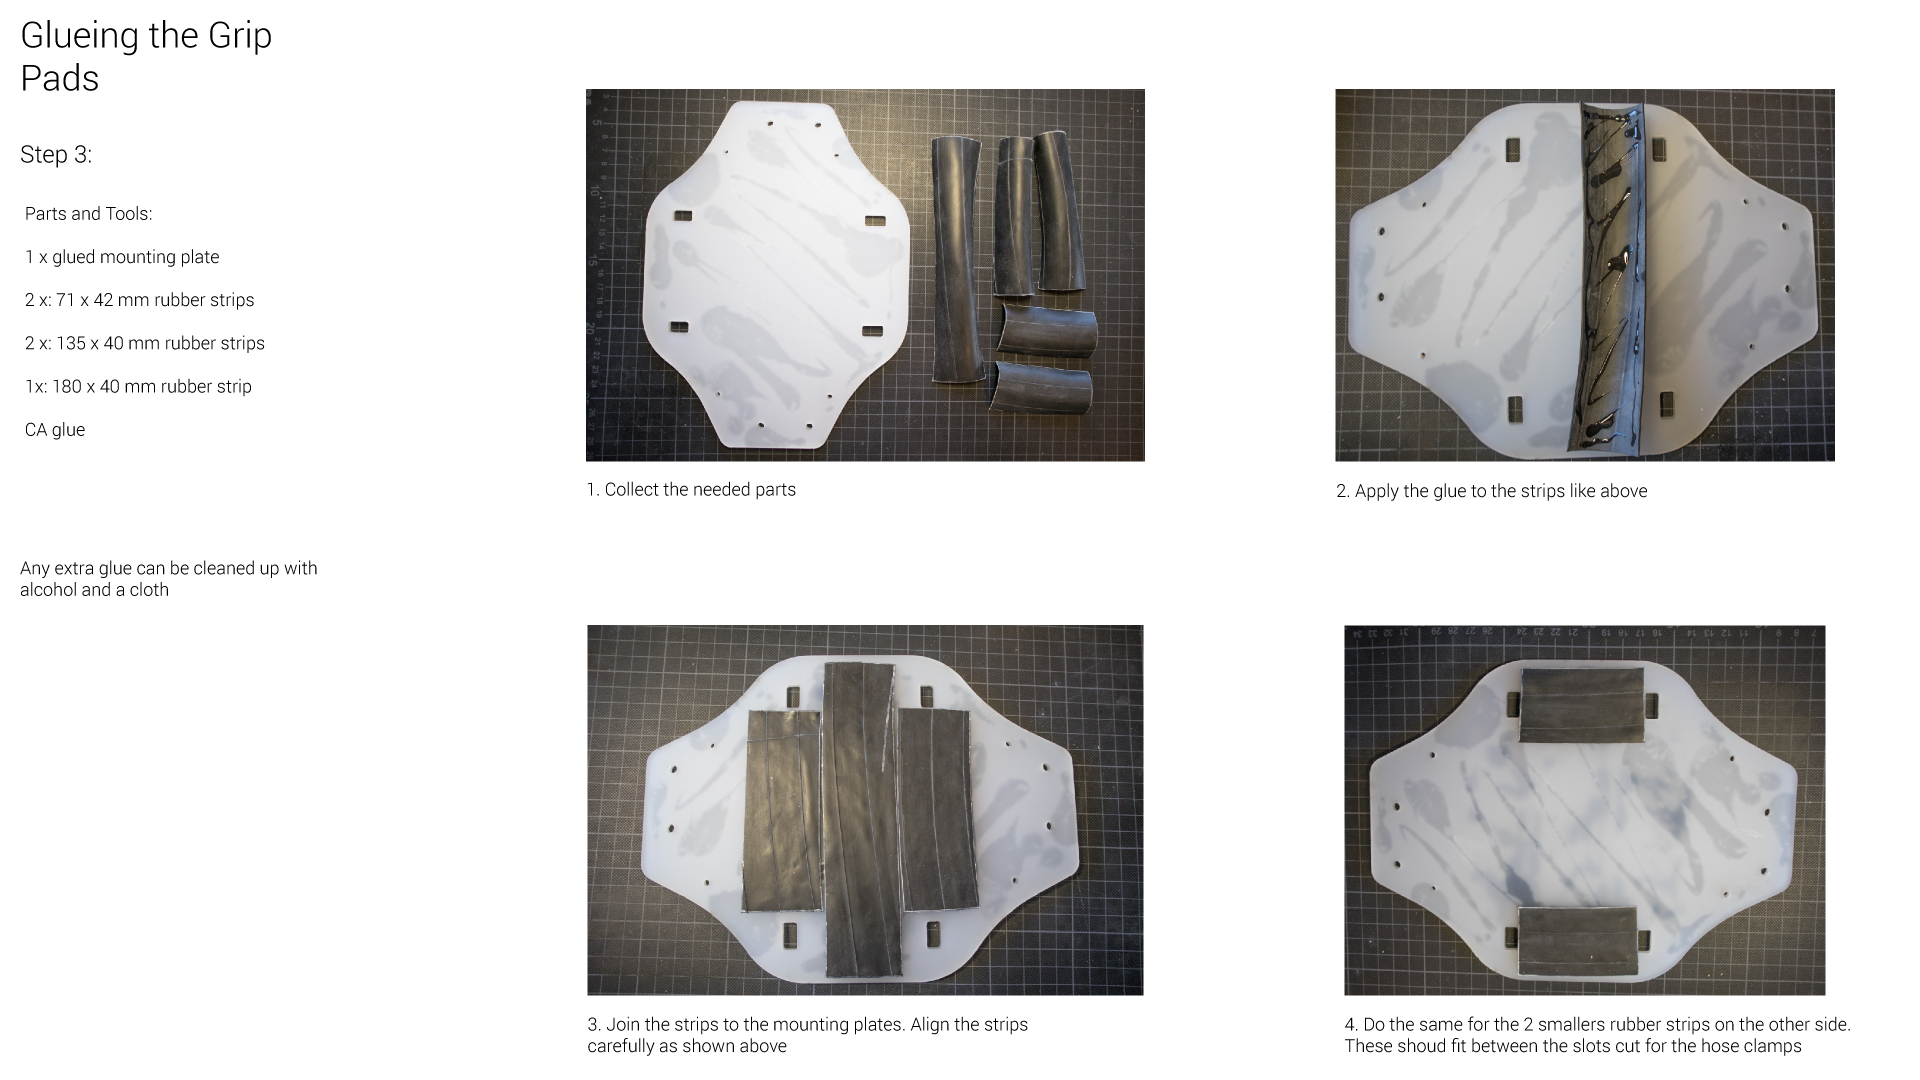 Glueing the Grip
Pads
Step 3:
Parts and Tools:
1 x glued mounting plate
2 x: 71 x 42 mm rubber strips
2 x: 135 x 40 mm rubber strips
1x: 180 x 40 mm rubber strip
CA glue
Any extra glue can be cleaned up with
alcohol and a cloth
1. Collect the needed parts
2. Apply the glue to the strips like above
3. Join the strips to the mounting plates. Align the strips
carefully as shown above
4. Do the same for the 2 smallers rubber strips on the other side.
These shoud fit between the slots cut for the hose clamps